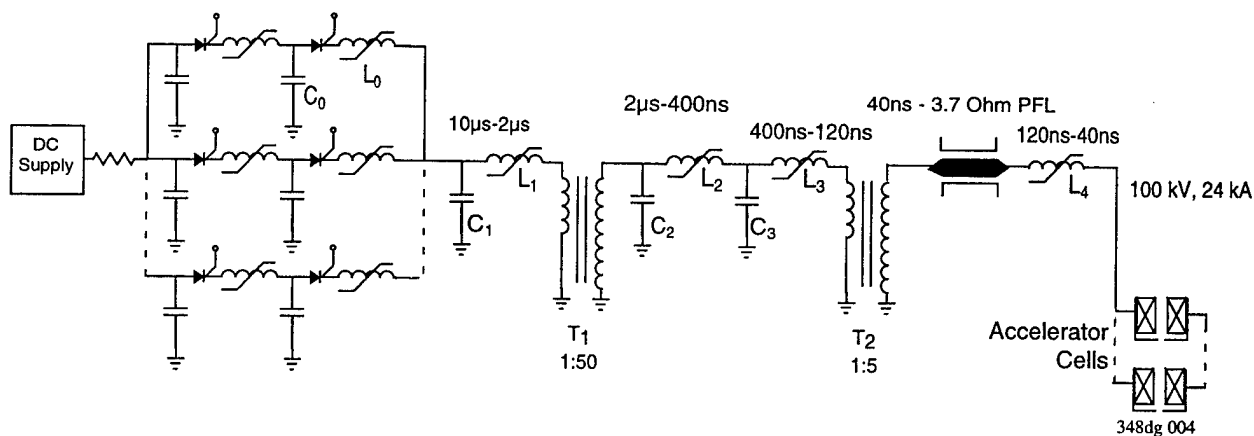 DC
Supply
C0
L0
10μs-2μs
L1
C1
T1
1:50
2μs-400ns
L2
C2
400ns-120ns
L3
C3
T2
1:5
40ns - 3.7 Ohm PFL
120ns-40ns
L4
100 kV, 24 kA
Accelerator
Cells
348dg 004